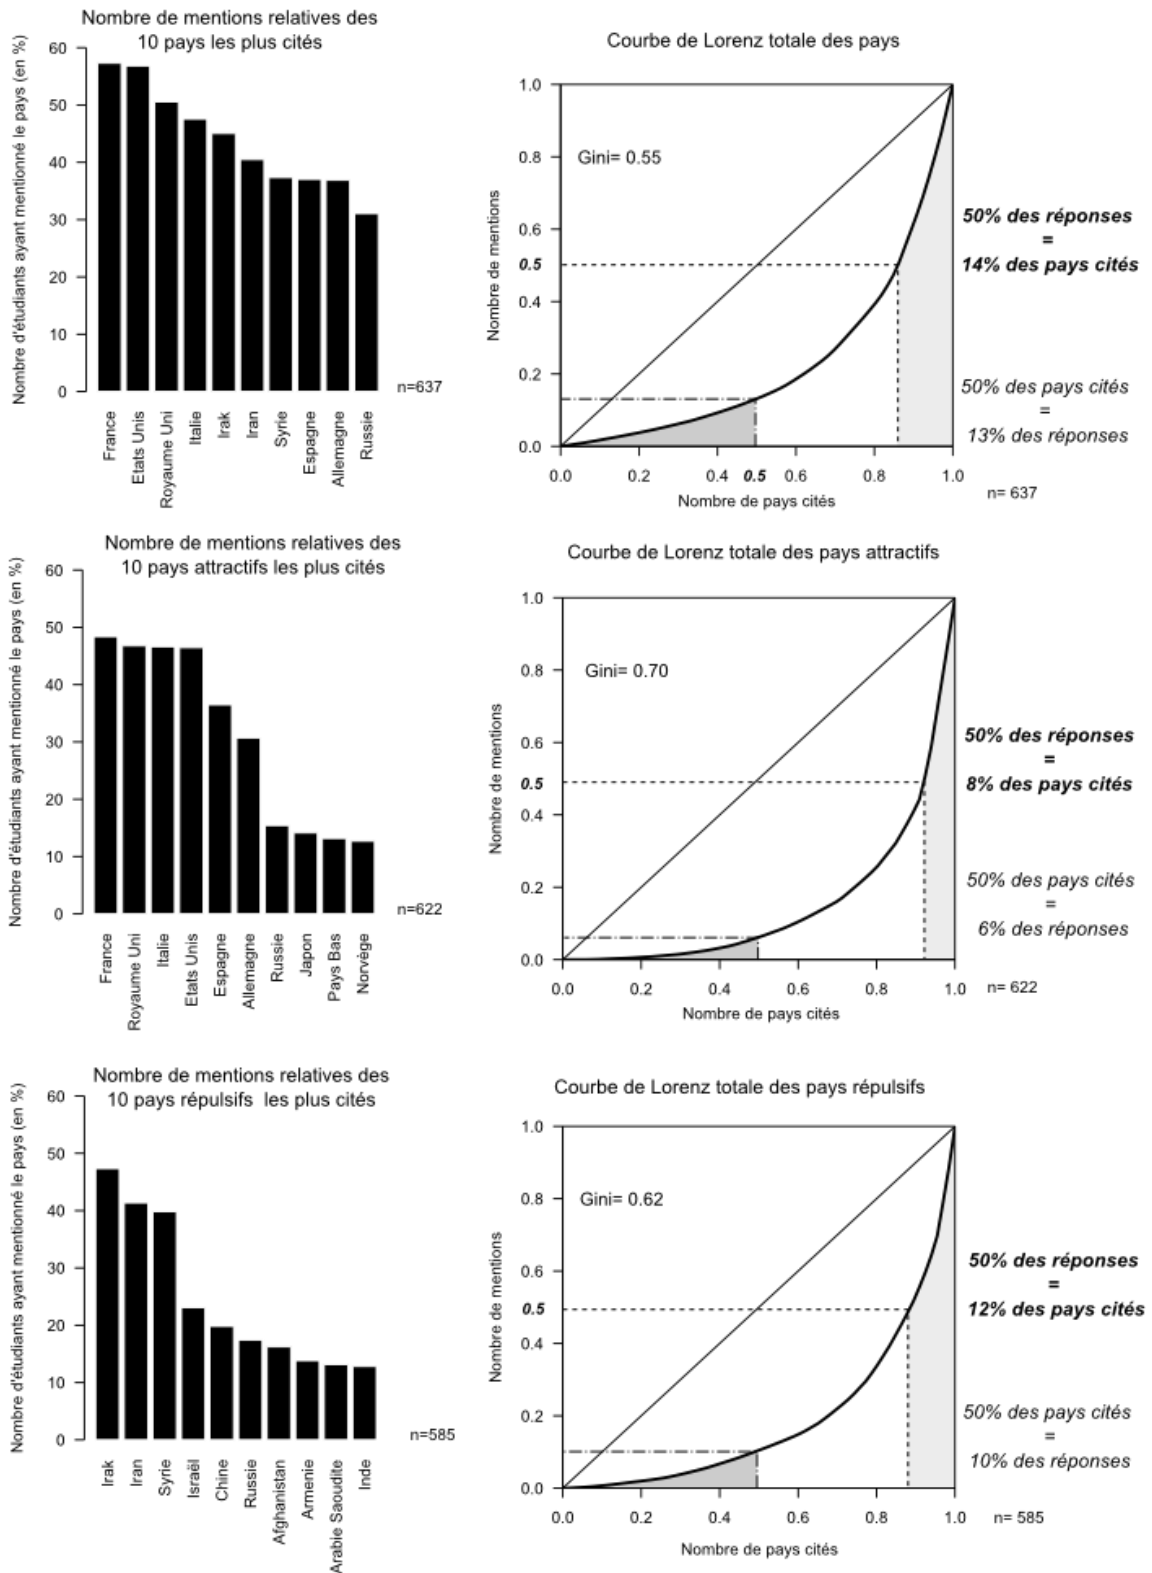 Nombre de mentions relatives des
10 pays les plus cités
Nombre d'étudiants ayant mentionné le pays (en %)
60
50
40
30
20
10
0
France
Etats Unis
Royaume Uni
Italie
Irak
Iran
Syrie
Espagne
Allemagne
Russie
n=637
Courbe de Lorenz totale des pays
Nombre de mentions
1.0
0.8
0.6
0.5
0.4
0.2
0.0
Gini= 0.55
0.0
0.2
0.4
0.5
0.6
0.8
1.0
Nombre de pays cités
50% des réponses
=
14% des pays cités
50% des pays cités
=
13% des réponses
n= 637
Nombre de mentions relatives des
10 pays attractifs les plus cités
Nombre d'étudiants ayant mentionné le pays (en %)
60
50
40
30
20
10
0
France
Royaume Uni
Italie
Etats Unis
Espagne
Allemagne
Russie
Japon
Pays Bas
Norvège
n=622
Courbe de Lorenz totale des pays attractifs
Nombre de mentions
1.0
0.8
0.6
0.5
0.4
0.2
0.0
Gini= 0.70
0.0
0.2
0.4
0.6
0.8
1.0
Nombre de pays cités
50% des réponses
=
8% des pays cités
50% des pays cités
=
6% des réponses
n= 622
Nombre de mentions relatives des
10 pays répulsifs les plus cités
Nombre d'étudiants ayant mentionné le pays (en %)
60
50
40
30
20
10
0
Irak
Iran
Syrie
Israël
Chine
Russie
Afghanistan
Armenie
Arabie Saoudite
Inde
n=585
Courbe de Lorenz totale des pays répulsifs
Nombre de mentions
1.0
0.8
0.6
0.5
0.4
0.2
0.0
Gini= 0.62
0.0
0.2
0.4
0.6
0.8
1.0
Nombre de pays cités
50% des réponses
=
12% des pays cités
50% des pays cités
=
10% des réponses
n= 585